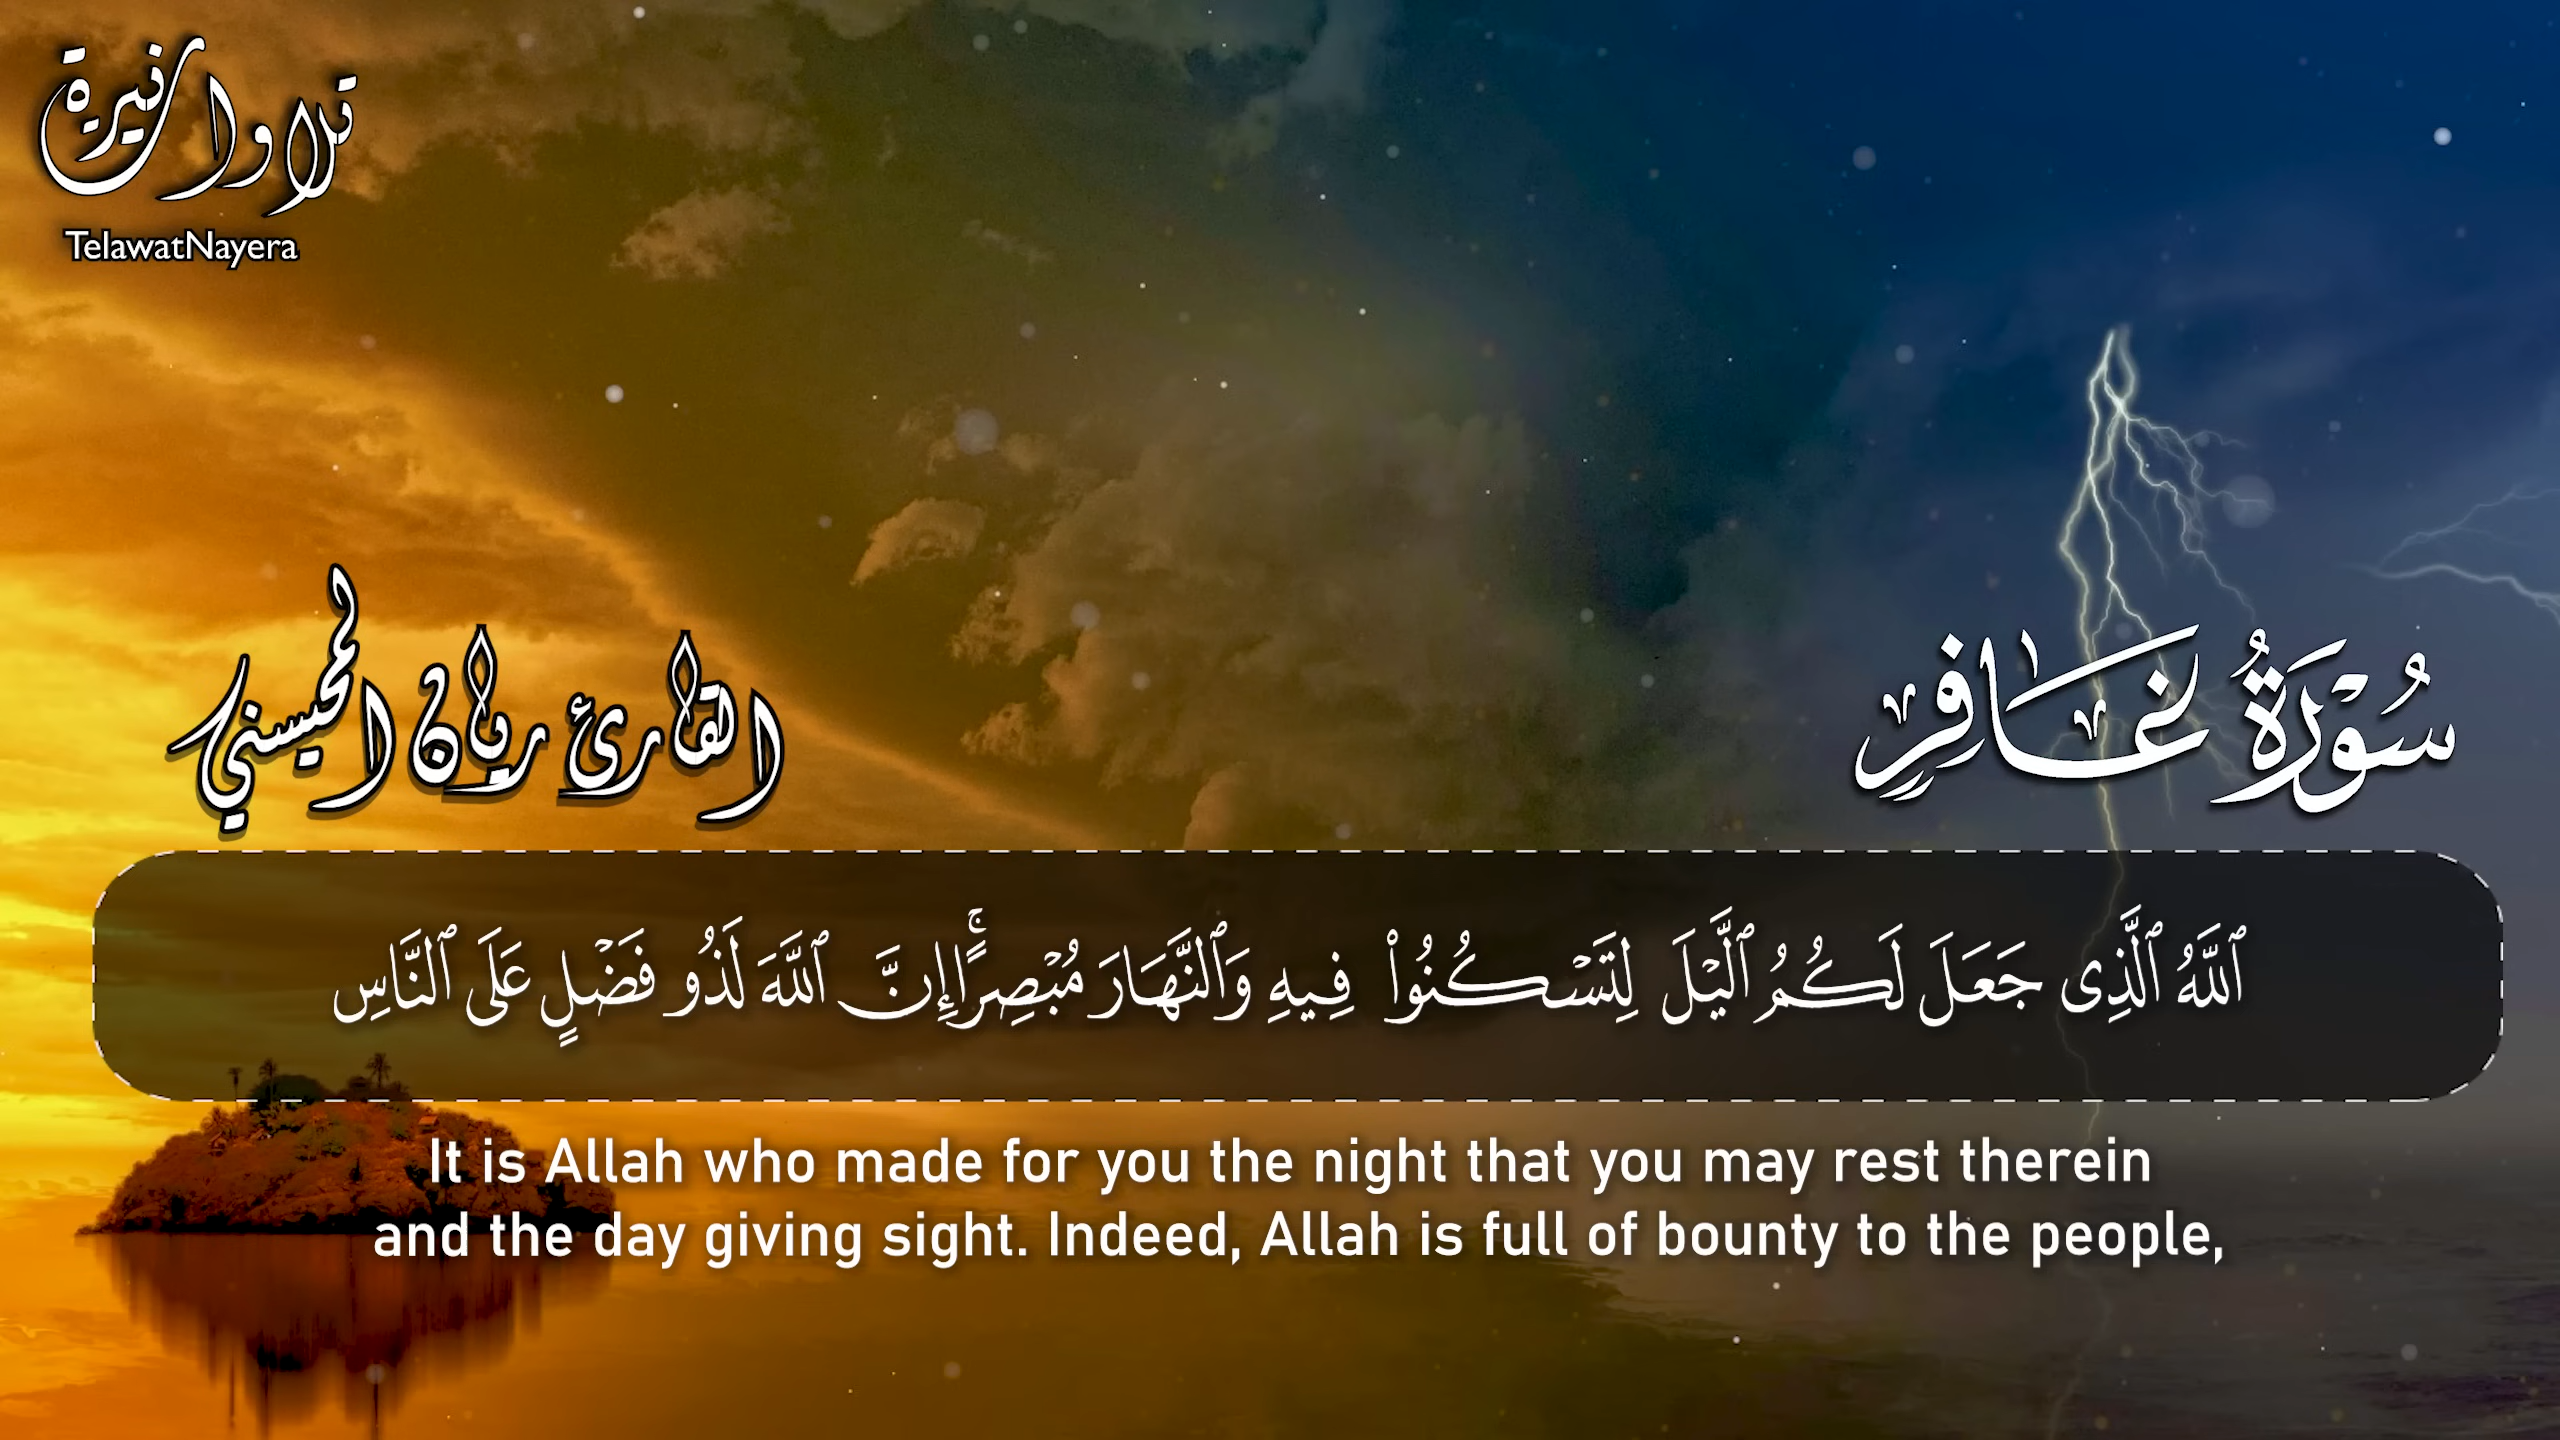 تلاوات نيرة
TelawatNayera
سُورَةُ غَافِرٍ
القارئ ريان المحيسني
ٱللَّهُ ٱلَّذِى جَعَلَ لَكُمُ ٱلَّيْلَ لِتَسْكُنُوا۟ فِيهِ وَٱلنَّهَارَ مُبْصِرًا ۚ إِنَّ ٱللَّهَ لَذُو فَضْلٍ عَلَى ٱلنَّاسِ
It is Allah who made for you the night that you may rest therein
and the day giving sight. Indeed, Allah is full of bounty to the people,